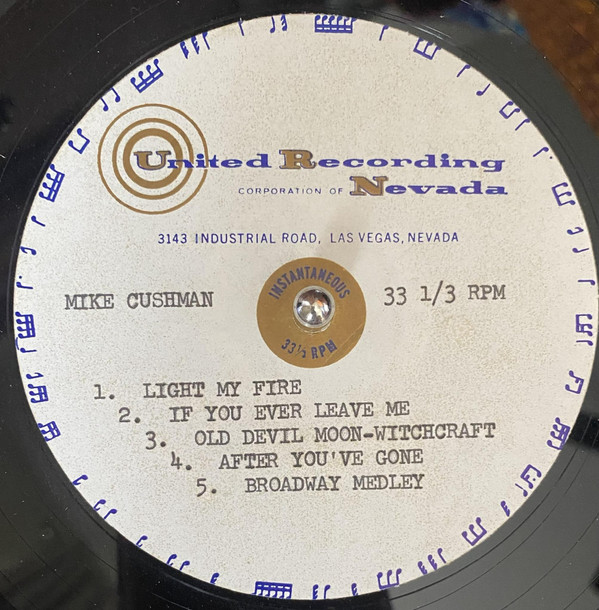 United Recording
CORPORATION OF Nevada
3143 INDUSTRIAL ROAD, LAS VEGAS, NEVADA
INSTANTANEOUS
MIKE CUSHMAN
33 1/3 RPM
33⅓ RPM
1. LIGHT MY FIRE
2. IF YOU EVER LEAVE ME
3. OLD DEVIL MOON-WITCHCRAFT
4. AFTER YOU'VE GONE
5. BROADWAY MEDLEY